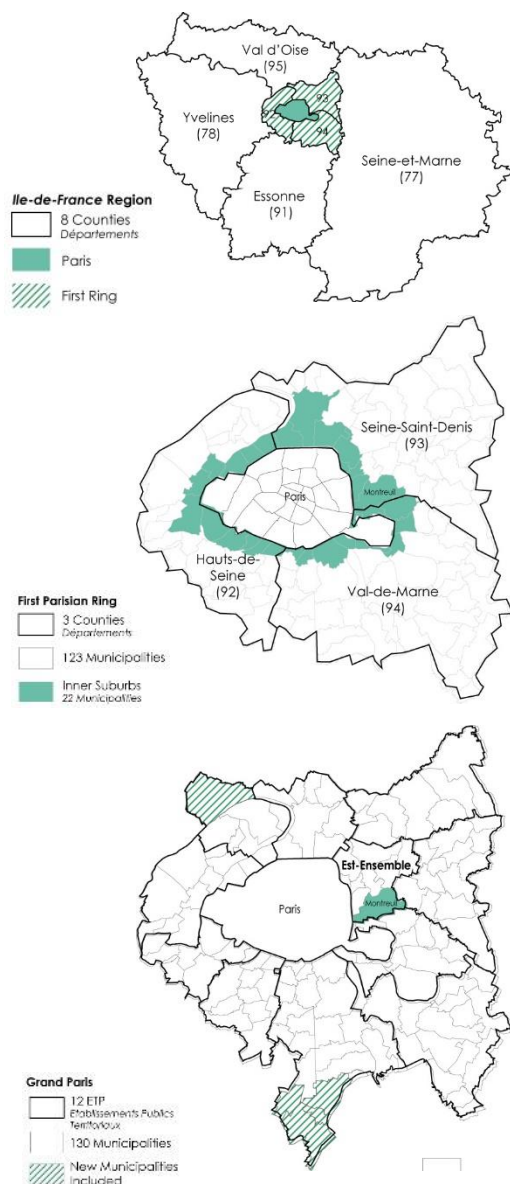 Val d'Oise
(95)
93
92
Yvelines
(78)
94
Seine-et-Marne
(77)
Essonne
(91)
Ile-de-France Region
8 Counties
Départements
Paris
First Ring
Seine-Saint-Denis
(93)
Paris
Montreuil
Hauts-de-
Seine
(92)
Val-de-Marne
(94)
First Parisian Ring
3 Counties
Départements
123 Municipalities
Inner Suburbs
22 Municipalities
Est-Ensemble
Montreuil
Paris
Grand Paris
12 ETP
Etablissements Publics
Territoriaux
130 Municipalities
New Municipalities
Included